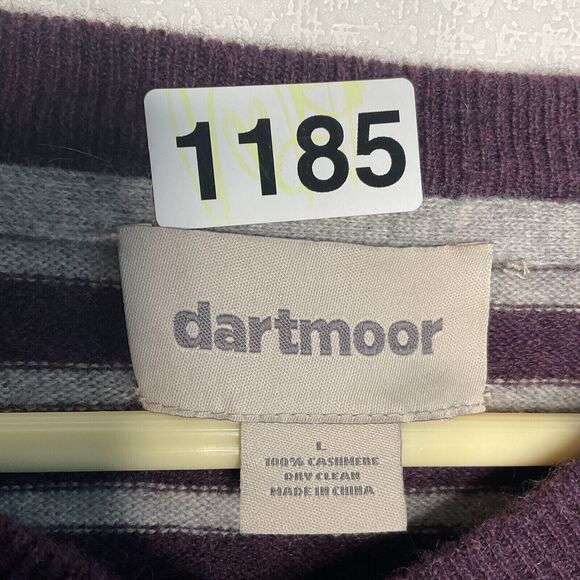 1185
dartmoor
L
100% CASHMERE
DRY CLEAN
MADE IN CHINA